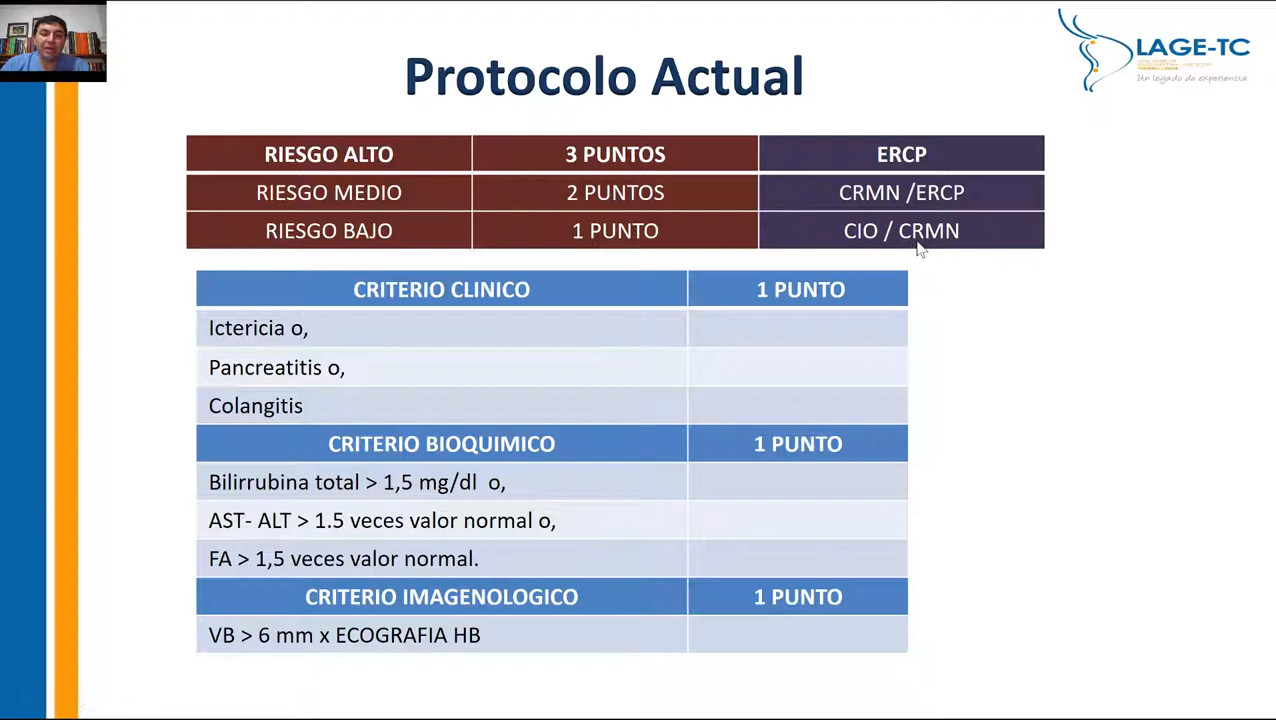 LAGE-TC
Un legado de experiencia
Protocolo Actual
RIESGO ALTO 3 PUNTOS ERCP
RIESGO MEDIO 2 PUNTOS CRMN /ERCP
RIESGO BAJO 1 PUNTO CIO / CRMN
CRITERIO CLINICO 1 PUNTO
Ictericia o,
Pancreatitis o,
Colangitis
CRITERIO BIOQUIMICO 1 PUNTO
Bilirrubina total > 1,5 mg/dl o,
AST- ALT > 1.5 veces valor normal o,
FA > 1,5 veces valor normal.
CRITERIO IMAGENOLOGICO 1 PUNTO
VB > 6 mm x ECOGRAFIA HB